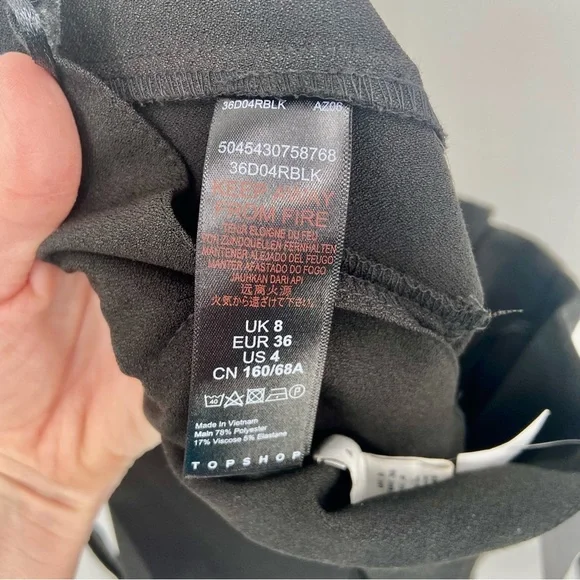 36D04RBLK AZ06
5045430758768
36D04RBLK
KEEP AWAY
FROM FIRE
TENIR ELOIGNE DU FEU
VON ZUNDQUELLEN FERNHALTEN
MANTENER ALEJADO DEL FUEGO
MANTER AFASTADO DO FOGO
JAUHKAN DARI API
远离火源
火気から遠ざけて下さい
UK 8
EUR 36
US 4
CN 160/68A
40 P
Made In Vietnam
Main 78% Polyester
17% Viscose 5% Elastane
TOPSHOP